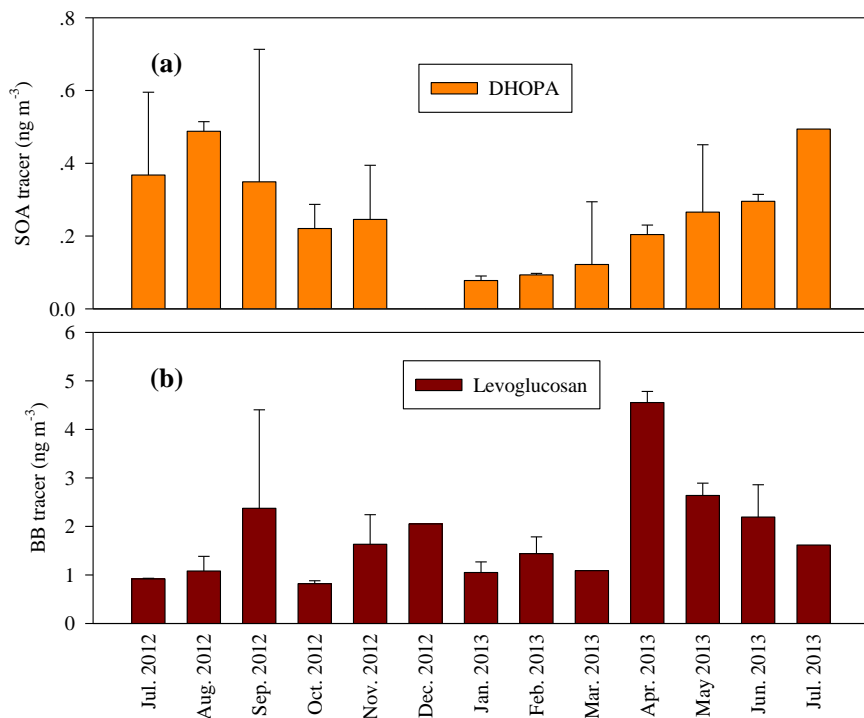 .8
.6
.4
.2
0.0
SOA tracer (ng m⁻³)
(a)
DHOPA
6
5
4
3
2
1
0
BB tracer (ng m⁻³)
(b)
Levoglucosan
Jul. 2012
Aug. 2012
Sep. 2012
Oct. 2012
Nov. 2012
Dec. 2012
Jan. 2013
Feb. 2013
Mar. 2013
Apr. 2013
May 2013
Jun. 2013
Jul. 2013